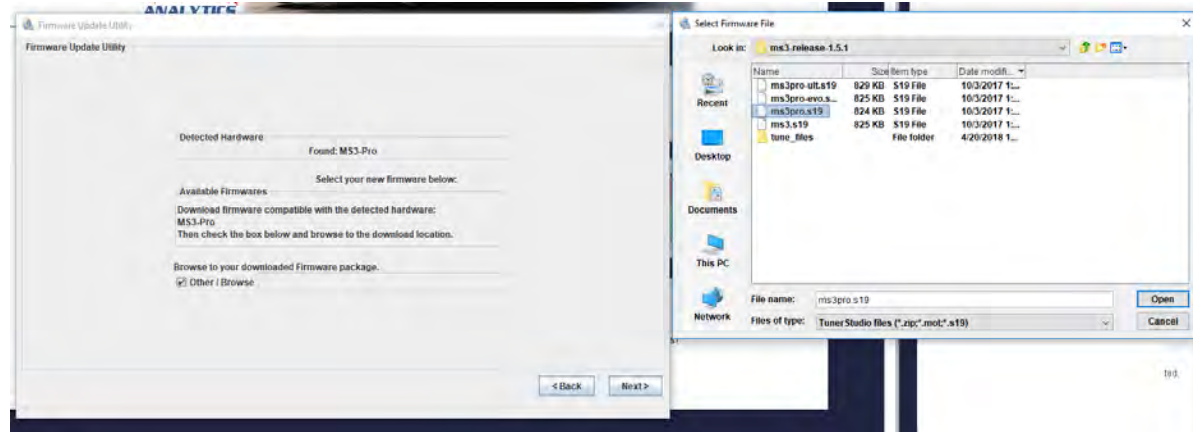 ANALYTICS
Firmware Update Utility
Firmware Update Utility
Detected Hardware
Found: MS3-Pro
Select your new firmware below:
Available Firmwares
Download firmware compatible with the detected hardware:
MS3-Pro
Then check the box below and browse to the download location.
Browse to your downloaded Firmware package.
Other / Browse
< Back Next >
Select Firmware File
Look in: ms3-release-1.5.1
Name Size Item type Date modifi...
ms3pro-ult.s19 829 KB S19 File 10/3/2017 1:...
ms3pro-evo.s... 825 KB S19 File 10/3/2017 1:...
ms3pro.s19 824 KB S19 File 10/3/2017 1:...
ms3.s19 825 KB S19 File 10/3/2017 1:...
tune_files File folder 4/20/2018 1...
Recent
Desktop
Documents
This PC
Network
File name: ms3pro.s19 Open
Files of type: TunerStudio files (*.zip;*.mot;*.s19) Cancel